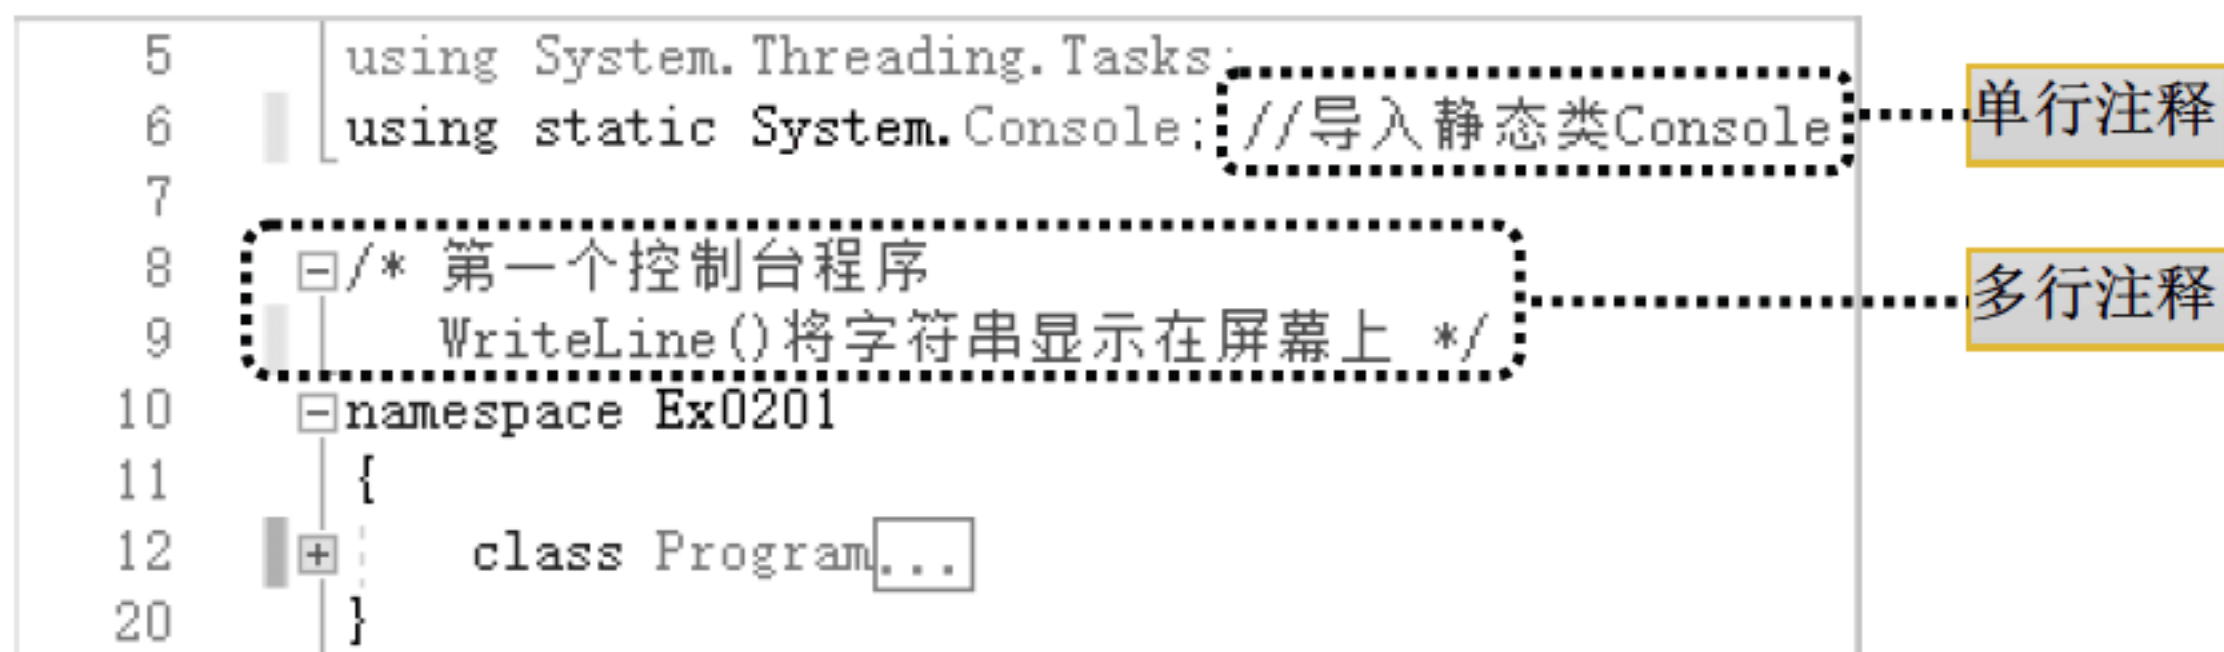 5 using System.Threading.Tasks;
6 using static System.Console; //导入静态类Console 单行注释
7
8 /* 第一个控制台程序
9 WriteLine()将字符串显示在屏幕上 */ 多行注释
10 namespace Ex0201
11 {
12 class Program...
20 }